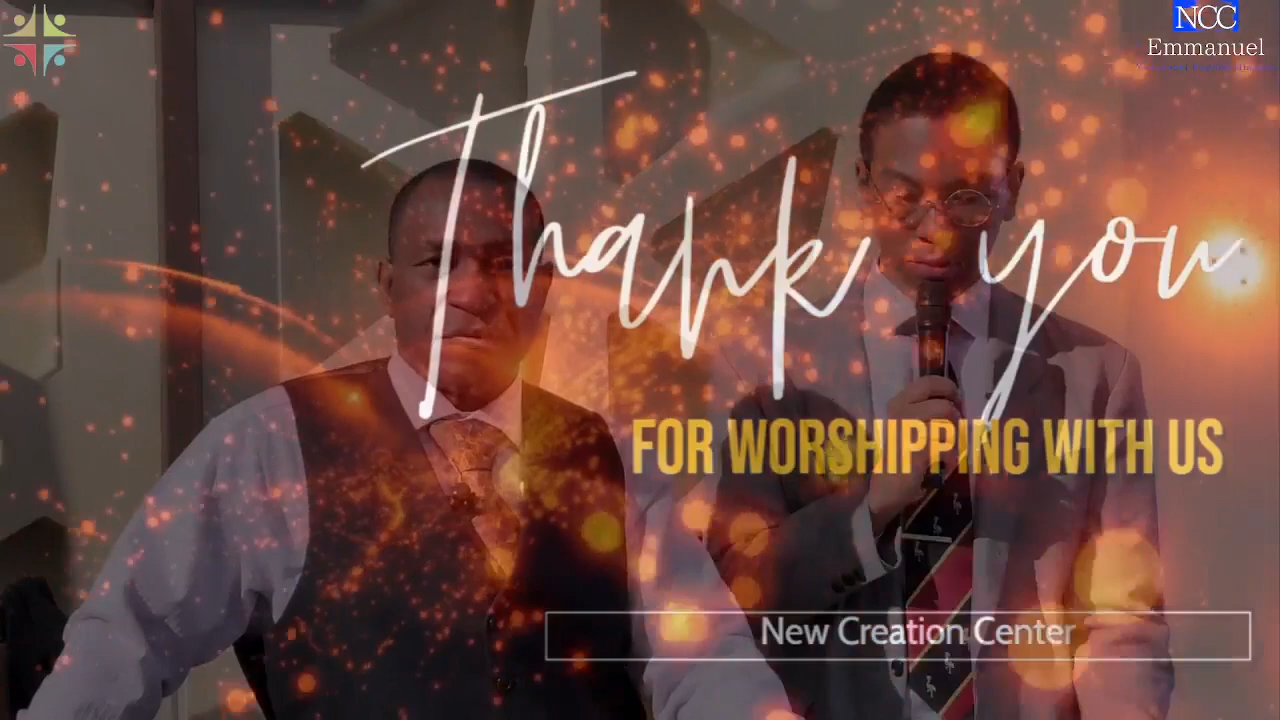 NCC
Emmanuel
Thank you
FOR WORSHIPPING WITH US
New Creation Center